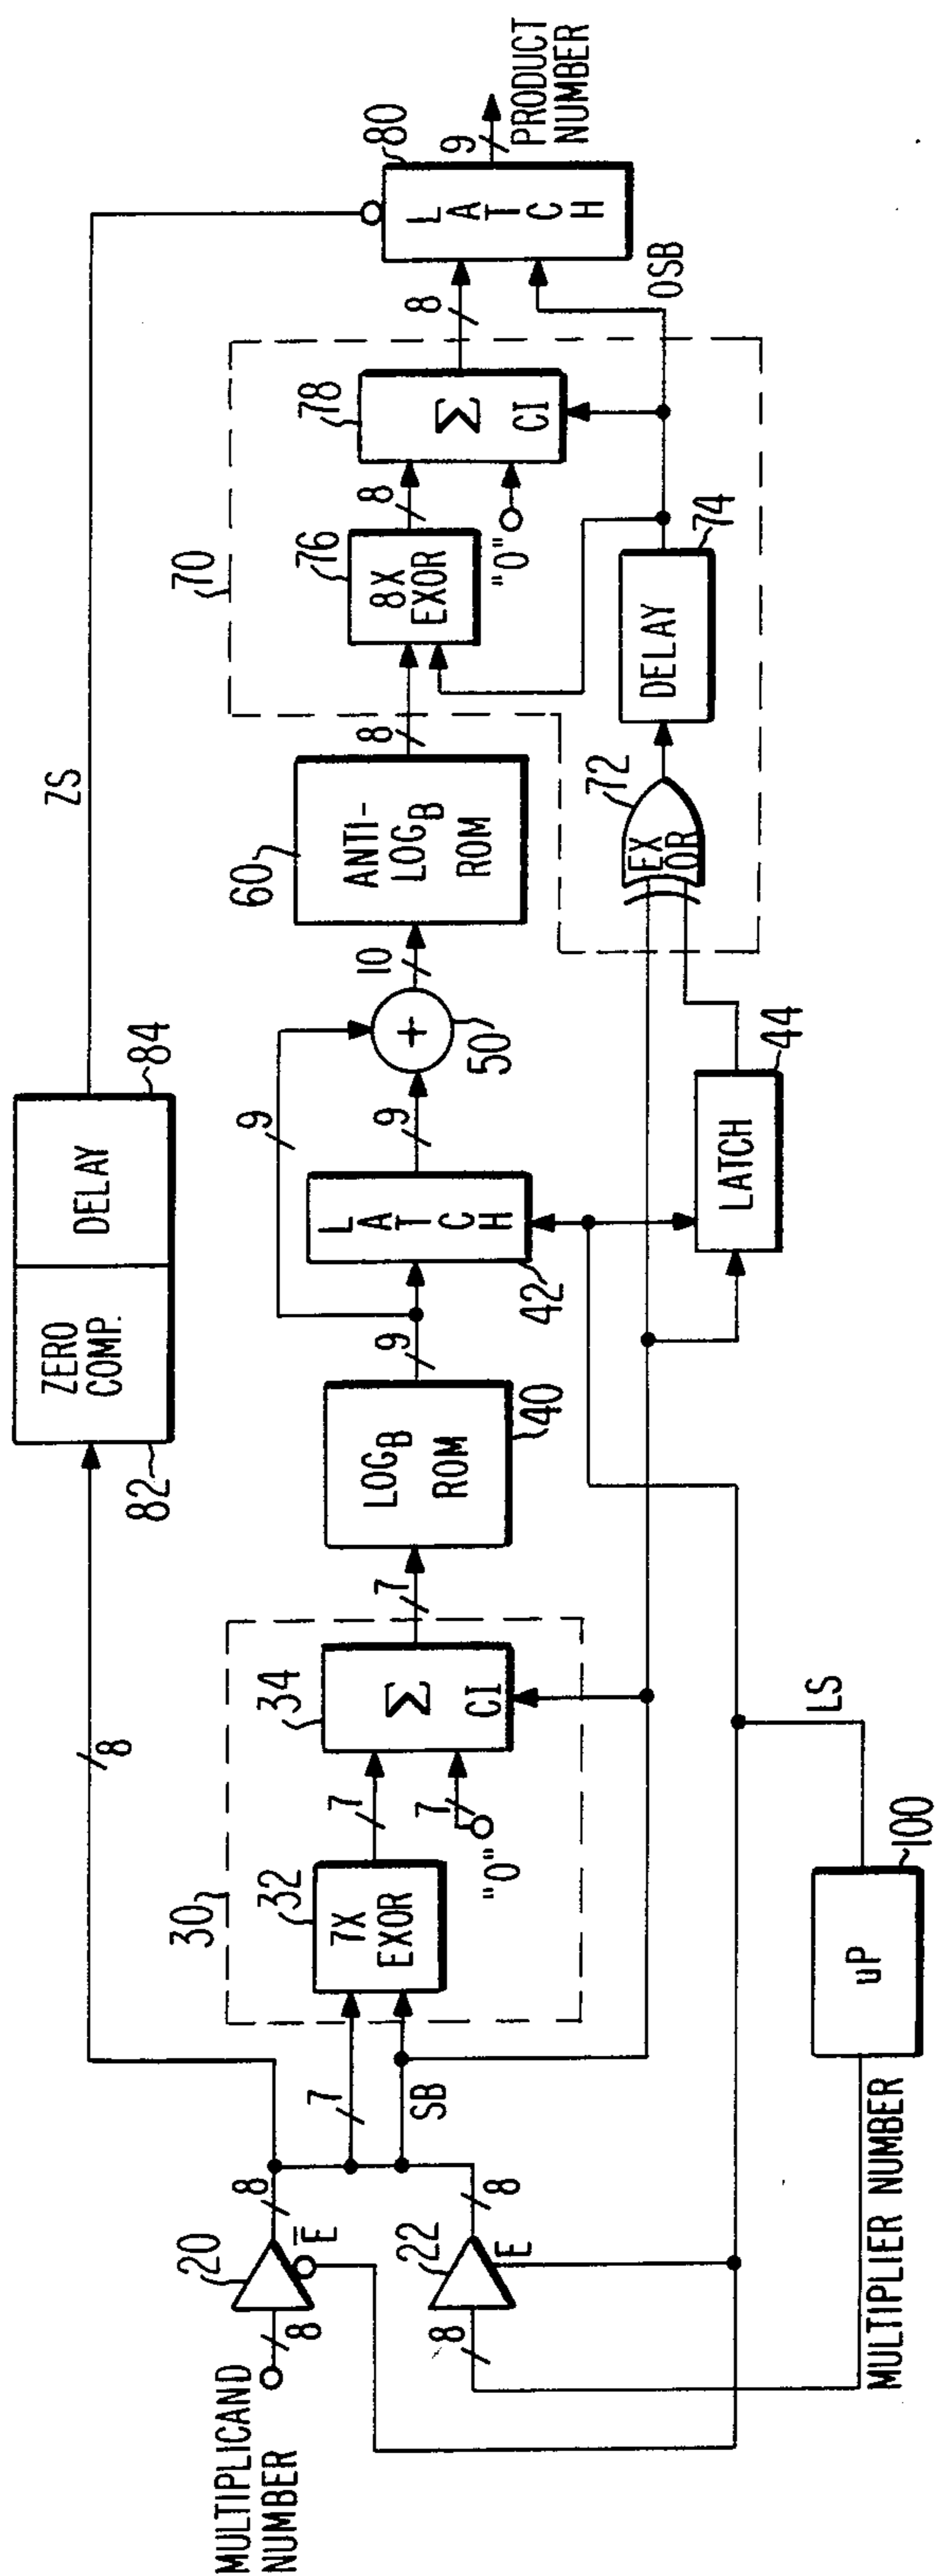 MULTIPLICAND
NUMBER
8
20
8
E
22
8
8
E
MULTIPLIER NUMBER
uP
100
LS
7
SB
8
30
32
7X
EXOR
7
7
"0"
34
Σ
CI
7
LOGB
ROM
40
9
9
LATCH
42
9
+
50
10
60
ANTI-
LOGB
ROM
8
LATCH
44
82
ZERO
COMP.
DELAY
84
ZS
70
72
EX
OR
DELAY
74
76
8X
EXOR
8
"0"
78
Σ
CI
8
OSB
LATCH
80
9
PRODUCT
NUMBER